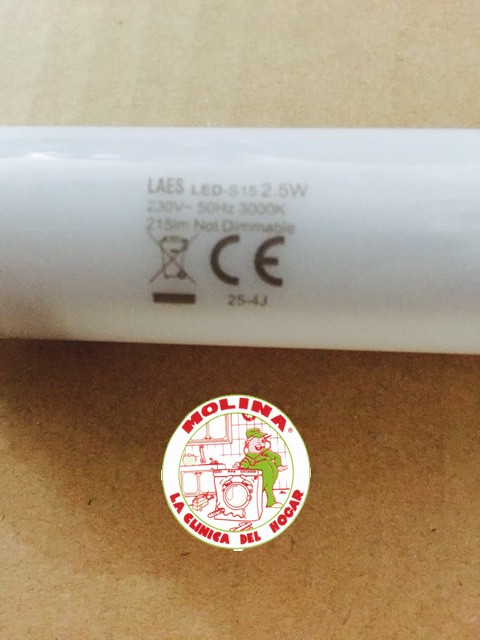 LAES LED-S15 2.5W
230V~ 50Hz 3000K
215lm Not Dimmable
CE
25-4J
MOLINA®
LA CLINICA DEL HOGAR